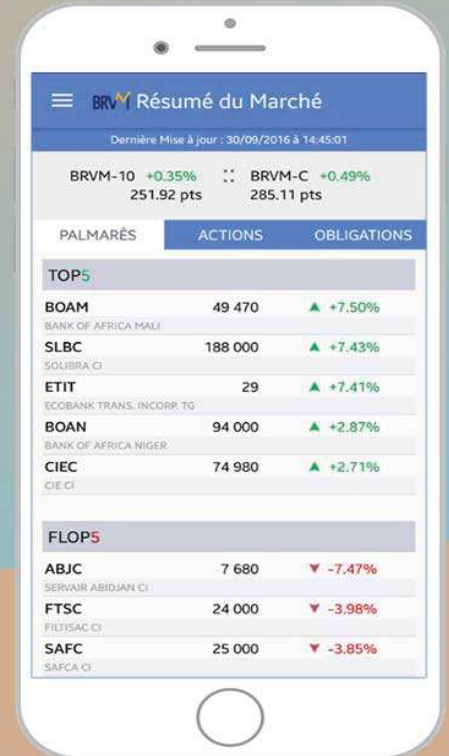 BRVM Résumé du Marché
Dernière Mise à jour : 30/09/2016 à 14:45:01
BRVM-10 +0.35% :: BRVM-C +0.49%
251.92 pts 285.11 pts
PALMARÈS ACTIONS OBLIGATIONS
TOP5
BOAM 49 470 ▲ +7.50%
BANK OF AFRICA MALI
SLBC 188 000 ▲ +7.43%
SOLIBRA CI
ETIT 29 ▲ +7.41%
ECOBANK TRANS. INCORP. TG
BOAN 94 000 ▲ +2.87%
BANK OF AFRICA NIGER
CIEC 74 980 ▲ +2.71%
CIE CI
FLOP5
ABJC 7 680 ▼ -7.47%
SERVAIR ABIDJAN CI
FTSC 24 000 ▼ -3.98%
FILTISAC CI
SAFC 25 000 ▼ -3.85%
SAFCA CI